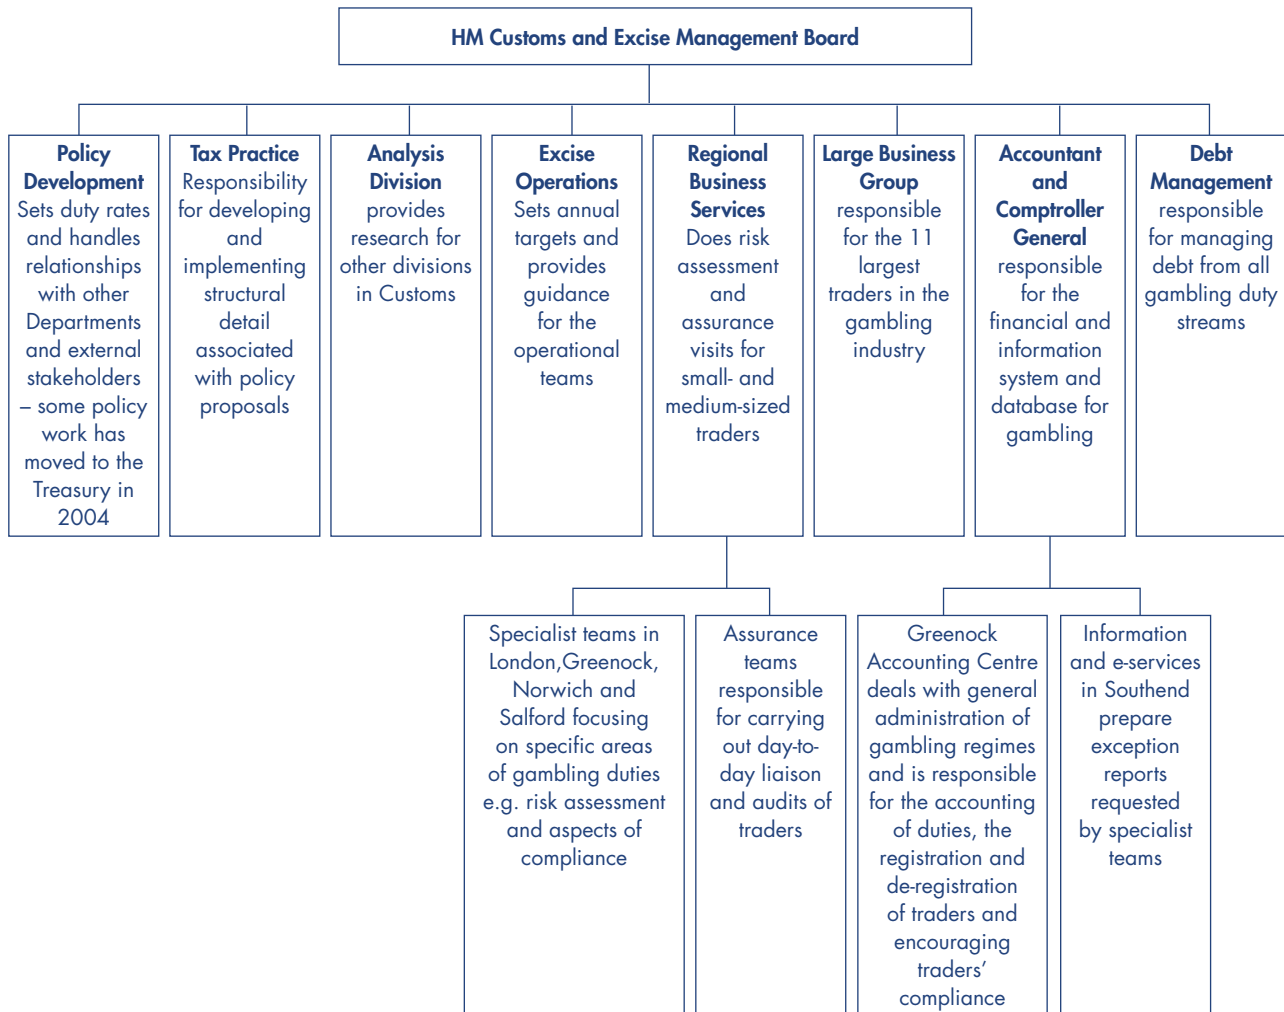 HM Customs and Excise Management Board
Policy
Development
Sets duty rates
and handles
relationships
with other
Departments
and external
stakeholders
– some policy
work has
moved to the
Treasury in
2004
Tax Practice
Responsibility
for developing
and
implementing
structural
detail
associated
with policy
proposals
Analysis
Division
provides
research for
other divisions
in Customs
Excise
Operations
Sets annual
targets and
provides
guidance
for the
operational
teams
Regional
Business
Services
Does risk
assessment
and
assurance
visits for
small- and
medium-sized
traders
Large Business
Group
responsible
for the 11
largest
traders in the
gambling
industry
Accountant
and
Comptroller
General
responsible
for the
financial and
information
system and
database for
gambling
Debt
Management
responsible
for managing
debt from all
gambling duty
streams
Specialist teams in
London,Greenock,
Norwich and
Salford focusing
on specific areas
of gambling duties
e.g. risk assessment
and aspects of
compliance
Assurance
teams
responsible
for carrying
out day-to-
day liaison
and audits of
traders
Greenock
Accounting Centre
deals with general
administration of
gambling regimes
and is responsible
for the accounting
of duties, the
registration and
de-registration
of traders and
encouraging
traders’
compliance
Information
and e-services
in Southend
prepare
exception
reports
requested
by specialist
teams